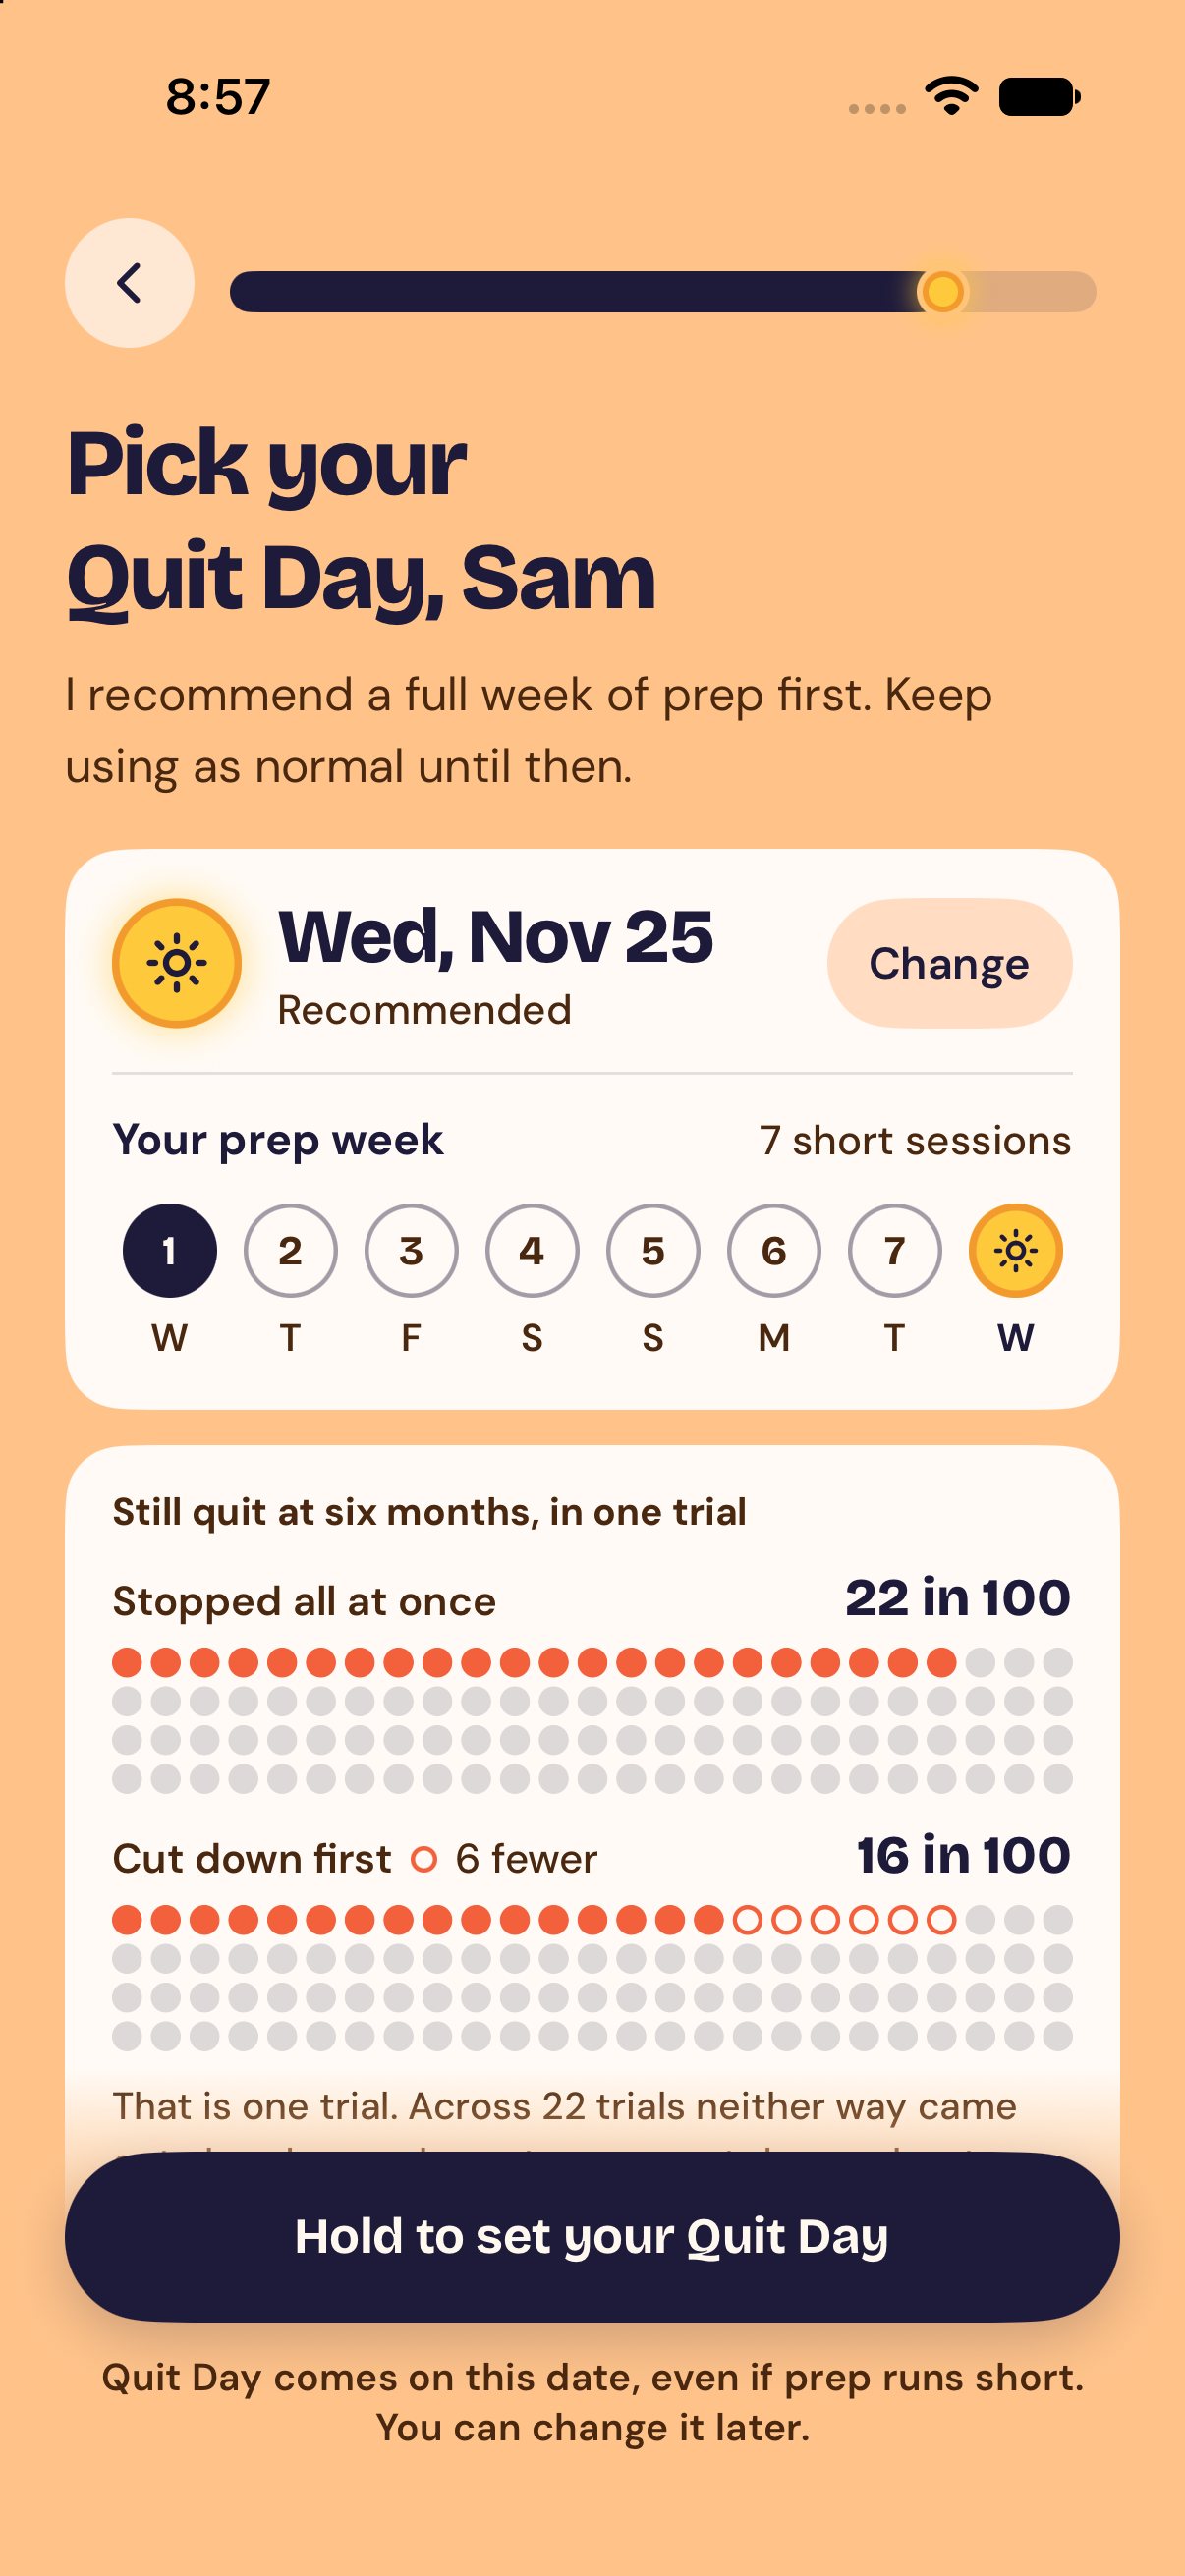 8:57
Pick your
Quit Day, Sam
I recommend a full week of prep first. Keep
using as normal until then.
Wed, Nov 25
Recommended
Change
Your prep week
7 short sessions
1 2 3 4 5 6 7
W T F S S M T W
Still quit at six months, in one trial
Stopped all at once
22 in 100
Cut down first
6 fewer
16 in 100
That is one trial. Across 22 trials neither way came
Hold to set your Quit Day
Quit Day comes on this date, even if prep runs short.
You can change it later.